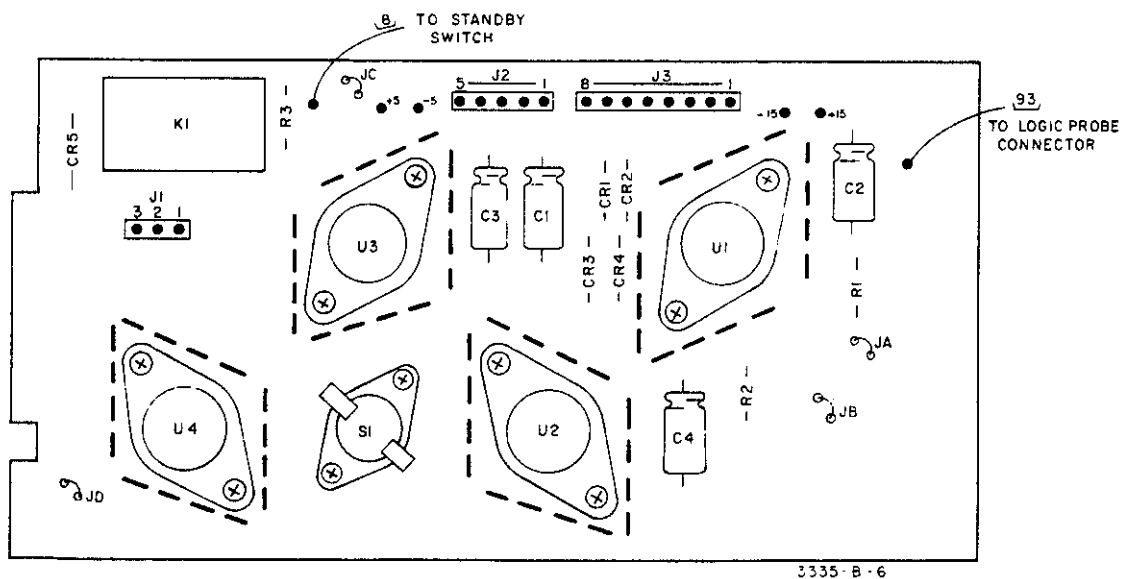 8 TO STANDBY
SWITCH
JC
J2
5 1
J3
8 1
+5 -5
-15 +15
93
TO LOGIC PROBE
CONNECTOR
K1
R3
CR5
J1
3 2 1
U3
C3
C1
CR1
CR2
CR3
CR4
U1
C2
R1
JA
JB
R2
C4
U4
S1
U2
JD
3335-B-6